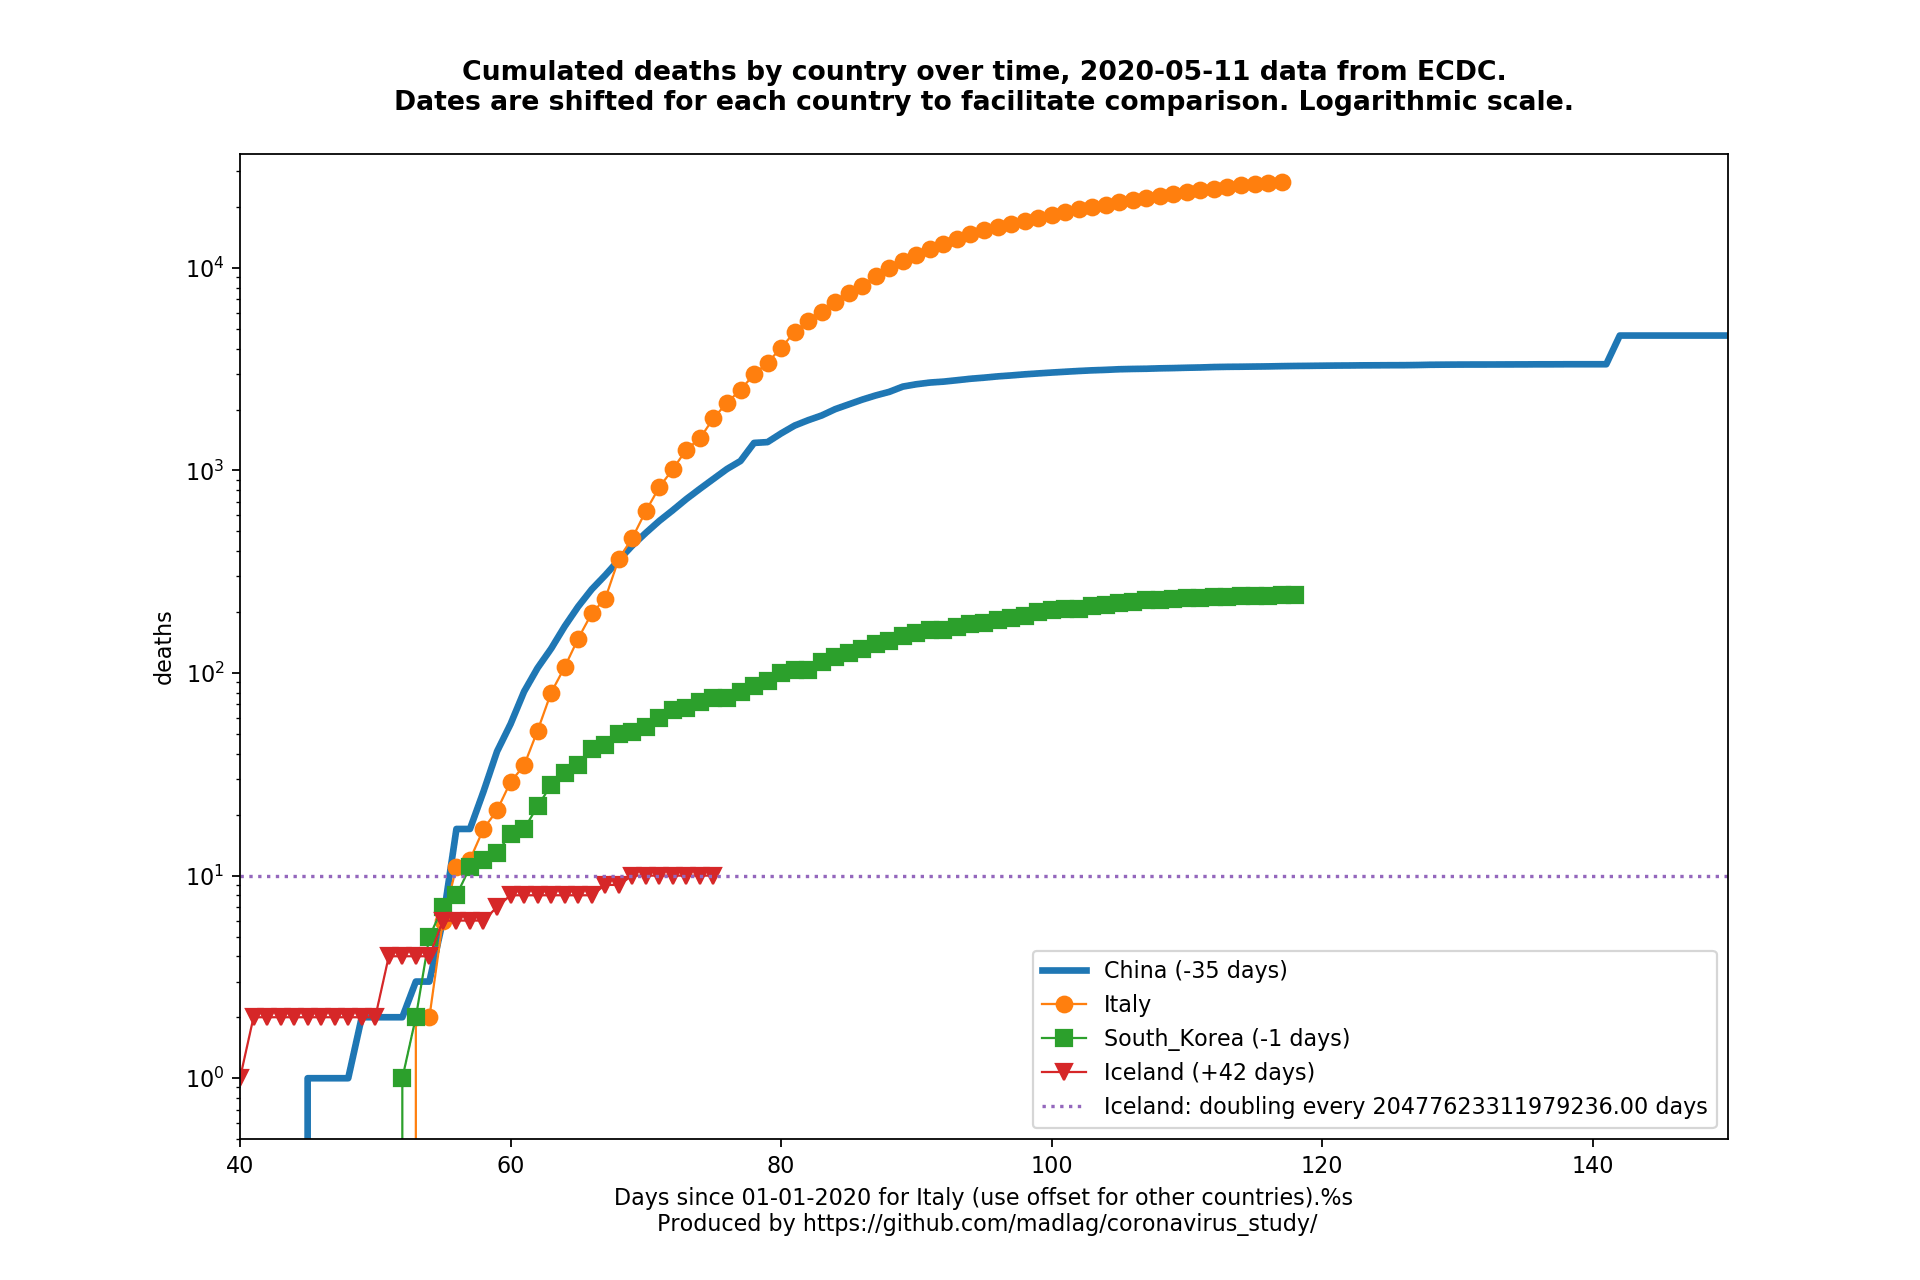 Cumulated deaths by country over time, 2020-05-11 data from ECDC.
Dates are shifted for each country to facilitate comparison. Logarithmic scale.
deaths
10⁴
10³
10²
10¹
10⁰
40 60 80 100 120 140
China (-35 days)
Italy
South_Korea (-1 days)
Iceland (+42 days)
Iceland: doubling every 20477623311979236.00 days
Days since 01-01-2020 for Italy (use offset for other countries).%s
Produced by https://github.com/madlag/coronavirus_study/